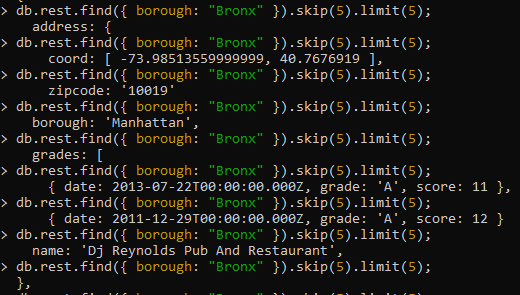 > db.rest.find({ borough: "Bronx" }).skip(5).limit(5);
address: {
> db.rest.find({ borough: "Bronx" }).skip(5).limit(5);
coord: [ -73.98513559999999, 40.7676919 ],
> db.rest.find({ borough: "Bronx" }).skip(5).limit(5);
zipcode: '10019'
> db.rest.find({ borough: "Bronx" }).skip(5).limit(5);
borough: 'Manhattan',
> db.rest.find({ borough: "Bronx" }).skip(5).limit(5);
grades: [
> db.rest.find({ borough: "Bronx" }).skip(5).limit(5);
{ date: 2013-07-22T00:00:00.000Z, grade: 'A', score: 11 },
> db.rest.find({ borough: "Bronx" }).skip(5).limit(5);
{ date: 2011-12-29T00:00:00.000Z, grade: 'A', score: 12 }
> db.rest.find({ borough: "Bronx" }).skip(5).limit(5);
name: 'Dj Reynolds Pub And Restaurant',
> db.rest.find({ borough: "Bronx" }).skip(5).limit(5);
},